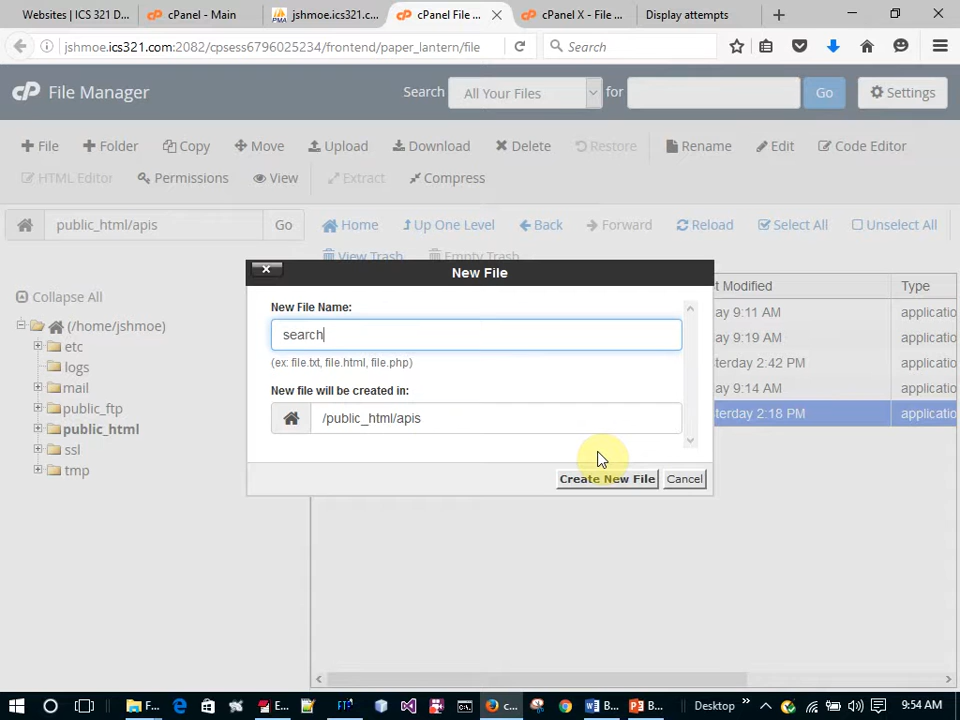 Websites | ICS 321 D...
cPanel - Main
jshmoe.ics321.c...
cPanel File ...
cPanel X - File ...
Display attempts
jshmoe.ics321.com:2082/cpsess6796025234/frontend/paper_lantern/file
Search
cP File Manager
Search
All Your Files
for
Go
Settings
File
Folder
Copy
Move
Upload
Download
Delete
Restore
Rename
Edit
Code Editor
HTML Editor
Permissions
View
Extract
Compress
public_html/apis
Go
Home
Up One Level
Back
Forward
Reload
Select All
Unselect All
View Trash
Empty Trash
New File
Collapse All
(/home/jshmoe)
etc
logs
mail
public_ftp
public_html
ssl
tmp
New File Name:
search
(ex: file.txt, file.html, file.php)
New file will be created in:
/public_html/apis
Create New File
Cancel
t Modified
Type
ay 9:11 AM
applicatio
ay 9:19 AM
applicatio
terday 2:42 PM
applicatio
ay 9:14 AM
applicatio
terday 2:18 PM
applicatio
F...
E...
c...
B...
B...
Desktop
9:54 AM